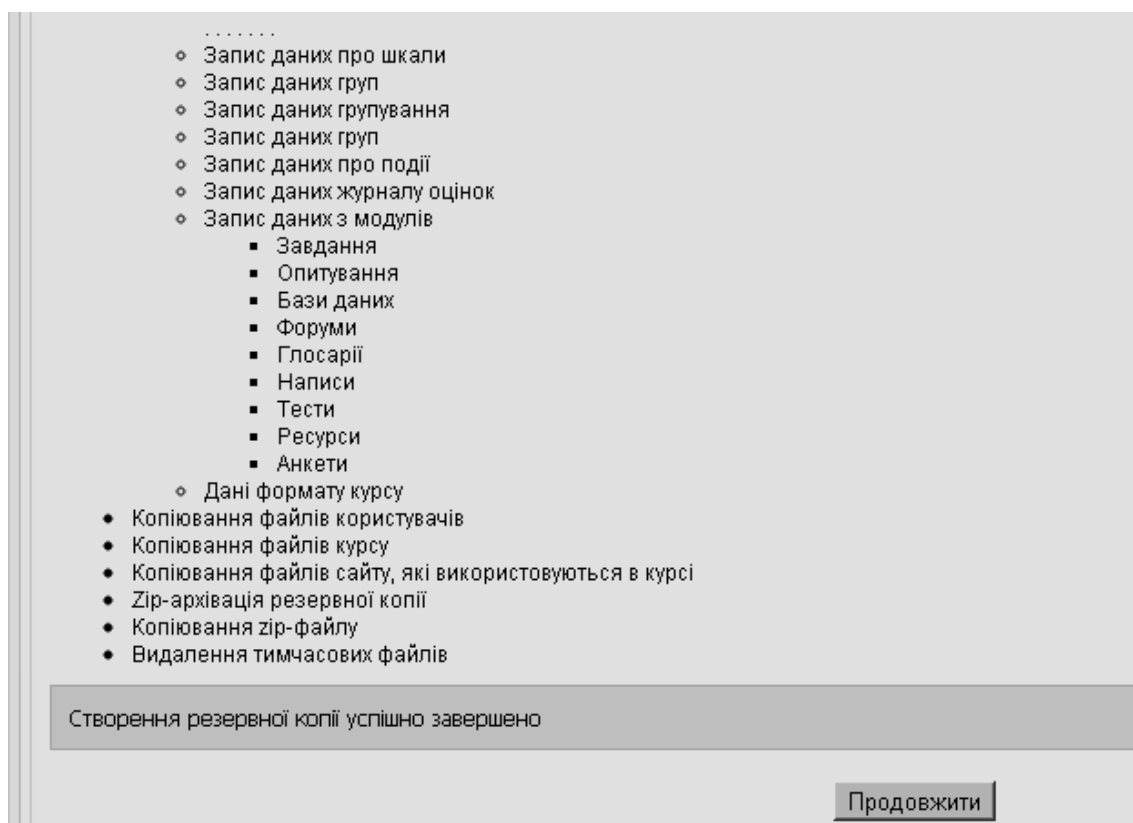 .......
Запис даних про шкали
Запис даних груп
Запис даних групування
Запис даних груп
Запис даних про події
Запис даних журналу оцінок
Запис даних з модулів
Завдання
Опитування
Бази даних
Форуми
Глосарії
Написи
Тести
Ресурси
Анкети
Дані формату курсу
Копіювання файлів користувачів
Копіювання файлів курсу
Копіювання файлів сайту, які використовуються в курсі
Zip-архівація резервної копії
Копіювання zip-файлу
Видалення тимчасових файлів
Створення резервної копії успішно завершено
Продовжити